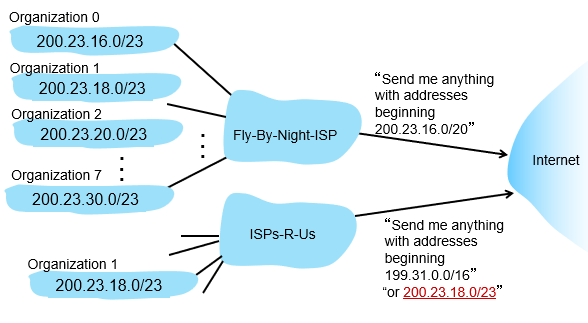 Organization 0
200.23.16.0/23
Organization 1
200.23.18.0/23
Organization 2
200.23.20.0/23
Organization 7
200.23.30.0/23
Fly-By-Night-ISP
“Send me anything
with addresses
beginning
200.23.16.0/20”
Internet
ISPs-R-Us
Organization 1
200.23.18.0/23
“Send me anything
with addresses
beginning
199.31.0.0/16”
“or 200.23.18.0/23”